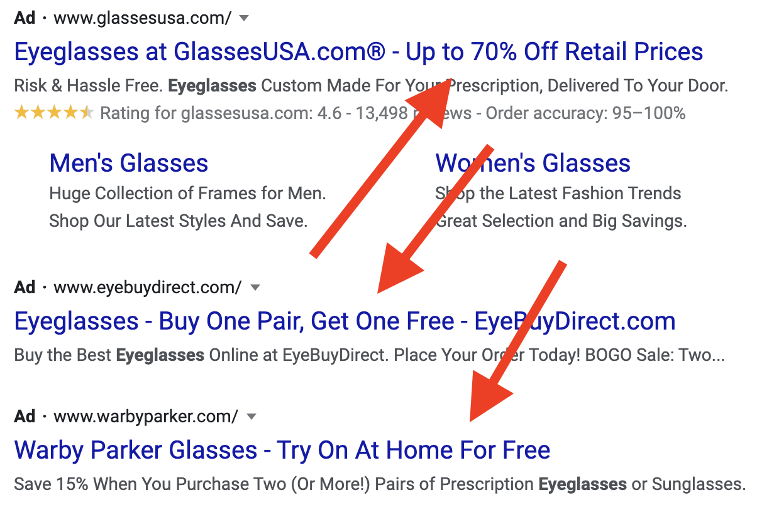 Ad · www.glassesusa.com/
Eyeglasses at GlassesUSA.com® - Up to 70% Off Retail Prices
Risk & Hassle Free. Eyeglasses Custom Made For Your Prescription, Delivered To Your Door.
Rating for glassesusa.com: 4.6 - 13,498 reviews - Order accuracy: 95–100%
Men's Glasses
Huge Collection of Frames for Men.
Shop Our Latest Styles And Save.
Women's Glasses
Shop the Latest Fashion Trends
Great Selection and Big Savings.
Ad · www.eyebuydirect.com/
Eyeglasses - Buy One Pair, Get One Free - EyeBuyDirect.com
Buy the Best Eyeglasses Online at EyeBuyDirect. Place Your Order Today! BOGO Sale: Two...
Ad · www.warbyparker.com/
Warby Parker Glasses - Try On At Home For Free
Save 15% When You Purchase Two (Or More!) Pairs of Prescription Eyeglasses or Sunglasses.